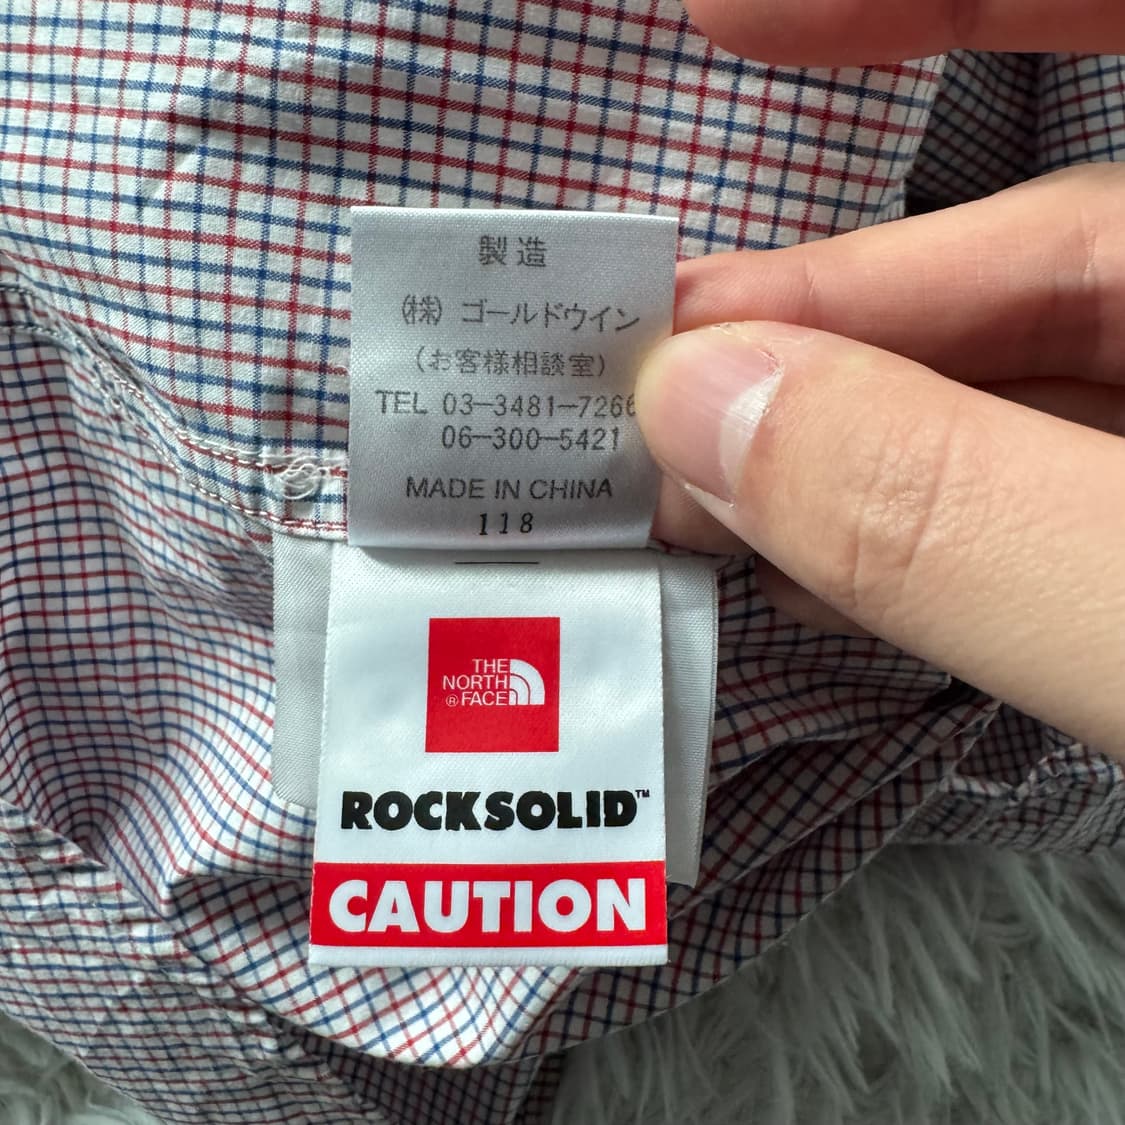 製造
㈱ ゴールドウイン
(お客様相談室)
TEL 03-3481-7266
06-300-5421
MADE IN CHINA
118
THE
NORTH
® FACE
ROCKSOLID™
CAUTION